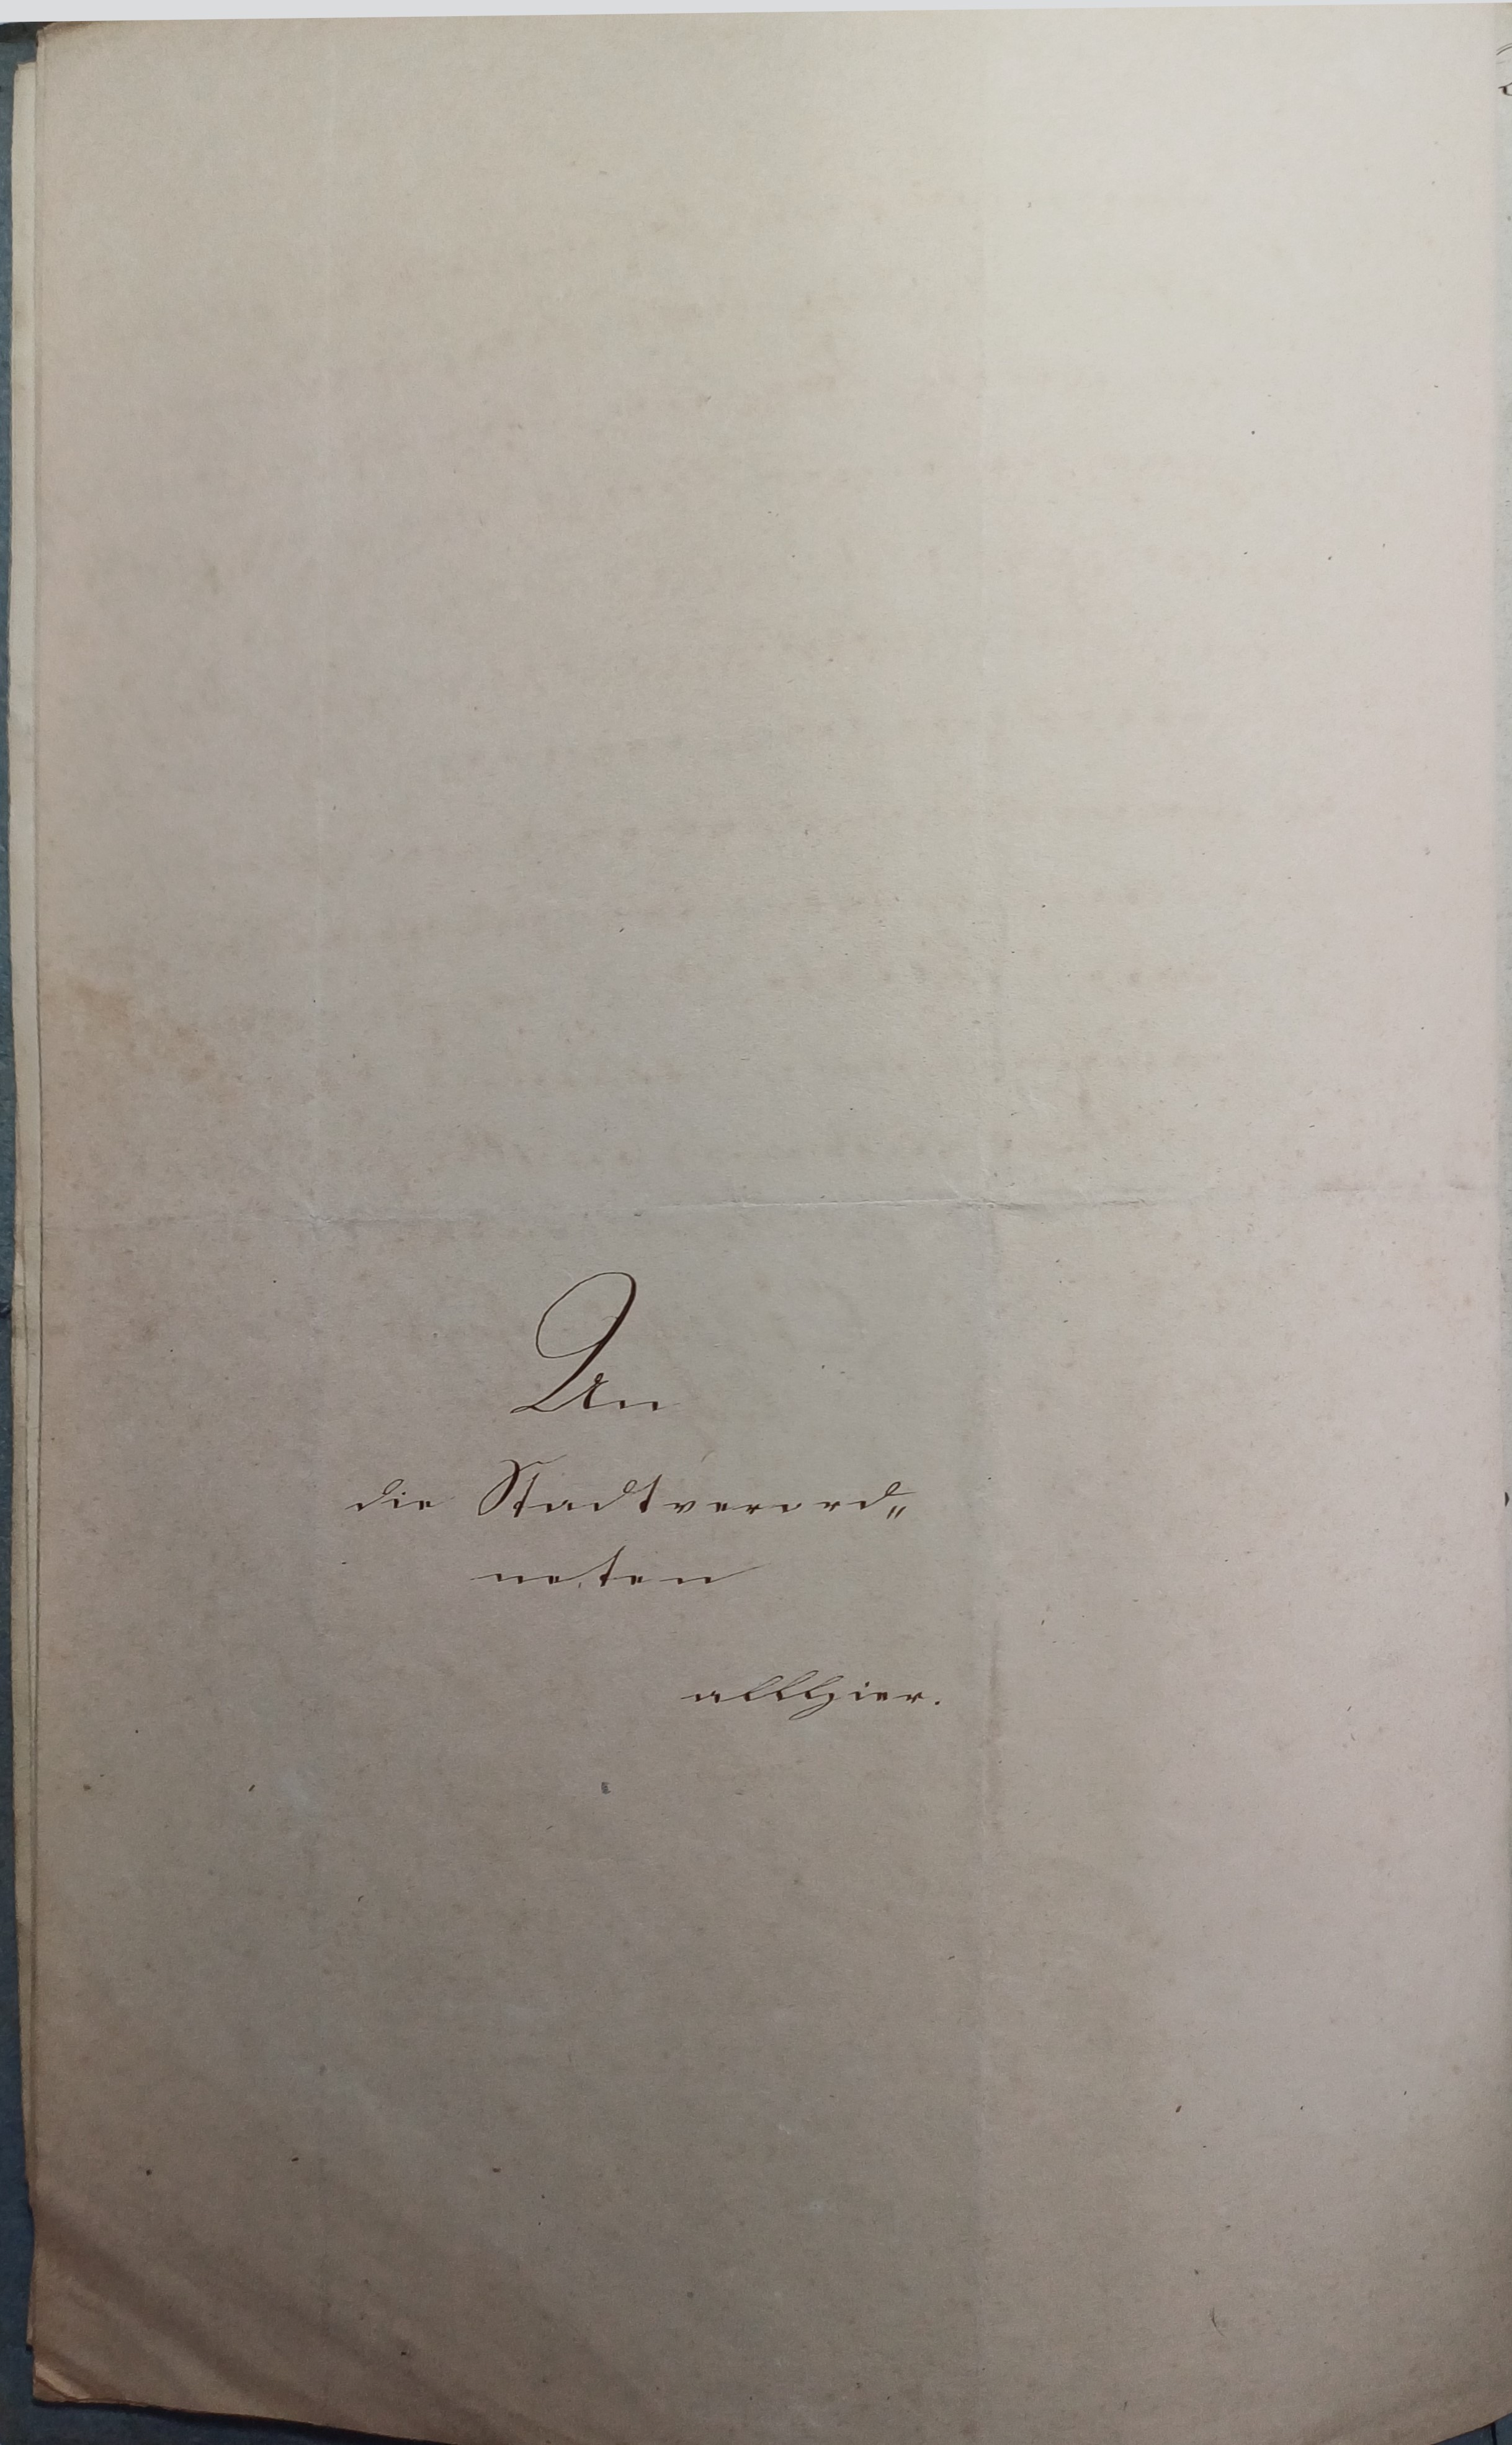 An
die Stadtverord„
neten
allhier.